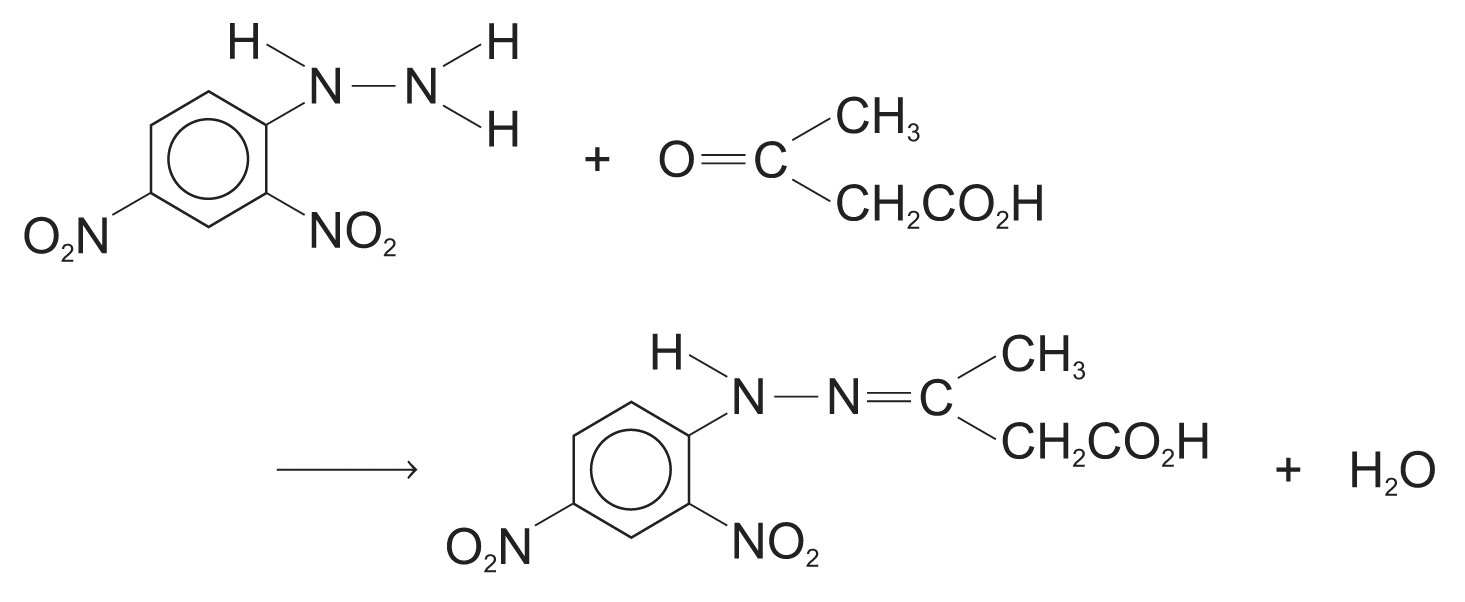 H H
N N
H
O₂N NO₂
+
O C
CH₃
CH₂CO₂H
H
N N C
CH₃
CH₂CO₂H
O₂N NO₂
+ H₂O